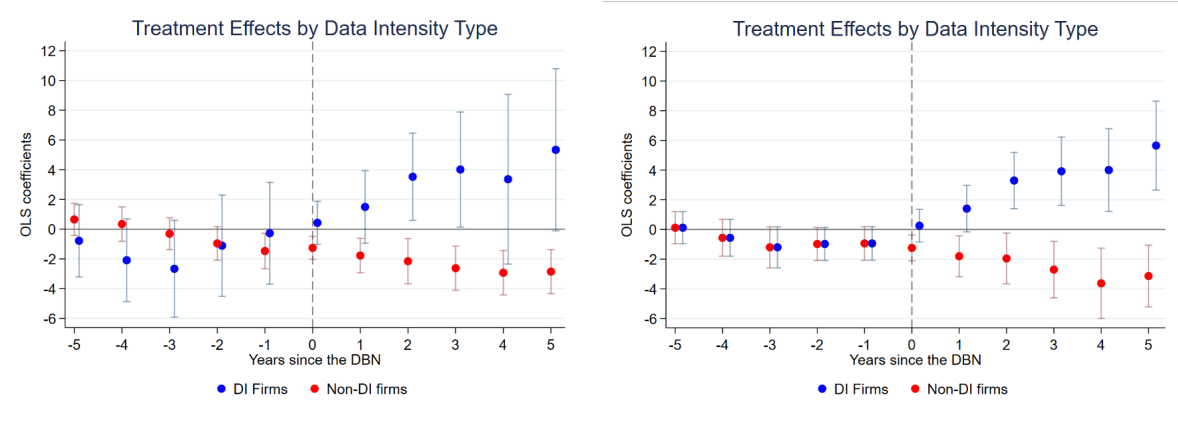 Treatment Effects by Data Intensity Type
12
10
8
6
4
2
0
-2
-4
-6
OLS coefficients
-5 -4 -3 -2 -1 0 1 2 3 4 5
Years since the DBN
DI Firms Non-DI firms
Treatment Effects by Data Intensity Type
12
10
8
6
4
2
0
-2
-4
-6
OLS coefficients
-5 -4 -3 -2 -1 0 1 2 3 4 5
Years since the DBN
DI Firms Non-DI firms